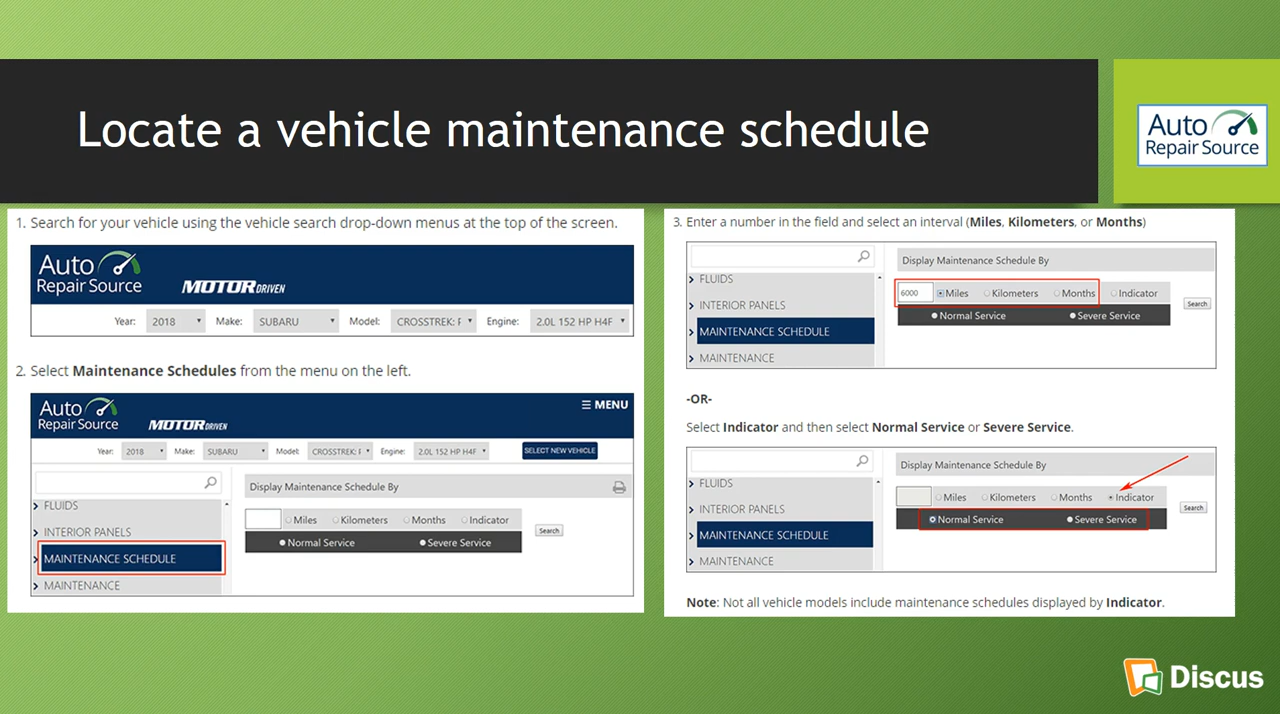 Locate a vehicle maintenance schedule
Auto
Repair Source
1. Search for your vehicle using the vehicle search drop-down menus at the top of the screen.
Auto
Repair Source
MOTOR DRIVEN
Year: 2018 Make: SUBARU Model: CROSSTREK: F Engine: 2.0L 152 HP H4F
2. Select Maintenance Schedules from the menu on the left.
Auto
Repair Source
MOTOR DRIVEN
☰ MENU
Year: 2018 Make: SUBARU Model: CROSSTREK: F Engine: 2.0L 152 HP H4F SELECT NEW VEHICLE
Display Maintenance Schedule By
FLUIDS
INTERIOR PANELS
MAINTENANCE SCHEDULE
MAINTENANCE
Miles Kilometers Months Indicator
Search
Normal Service Severe Service
3. Enter a number in the field and select an interval (Miles, Kilometers, or Months)
Display Maintenance Schedule By
FLUIDS
INTERIOR PANELS
MAINTENANCE SCHEDULE
MAINTENANCE
6000 Miles Kilometers Months Indicator
Search
Normal Service Severe Service
-OR-
Select Indicator and then select Normal Service or Severe Service.
Display Maintenance Schedule By
FLUIDS
INTERIOR PANELS
MAINTENANCE SCHEDULE
MAINTENANCE
Miles Kilometers Months Indicator
Search
Normal Service Severe Service
Note: Not all vehicle models include maintenance schedules displayed by Indicator.
Discus